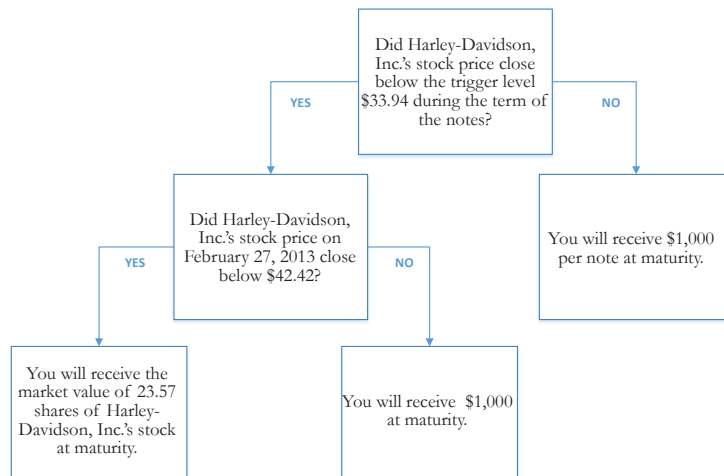 Did Harley-Davidson,
Inc.'s stock price close
below the trigger level
$33.94 during the term of
the notes?
YES
NO
Did Harley-Davidson,
Inc.'s stock price on
February 27, 2013 close
below $42.42?
You will receive $1,000
per note at maturity.
YES
NO
You will receive the
market value of 23.57
shares of Harley-
Davidson, Inc.'s stock
at maturity.
You will receive $1,000
at maturity.